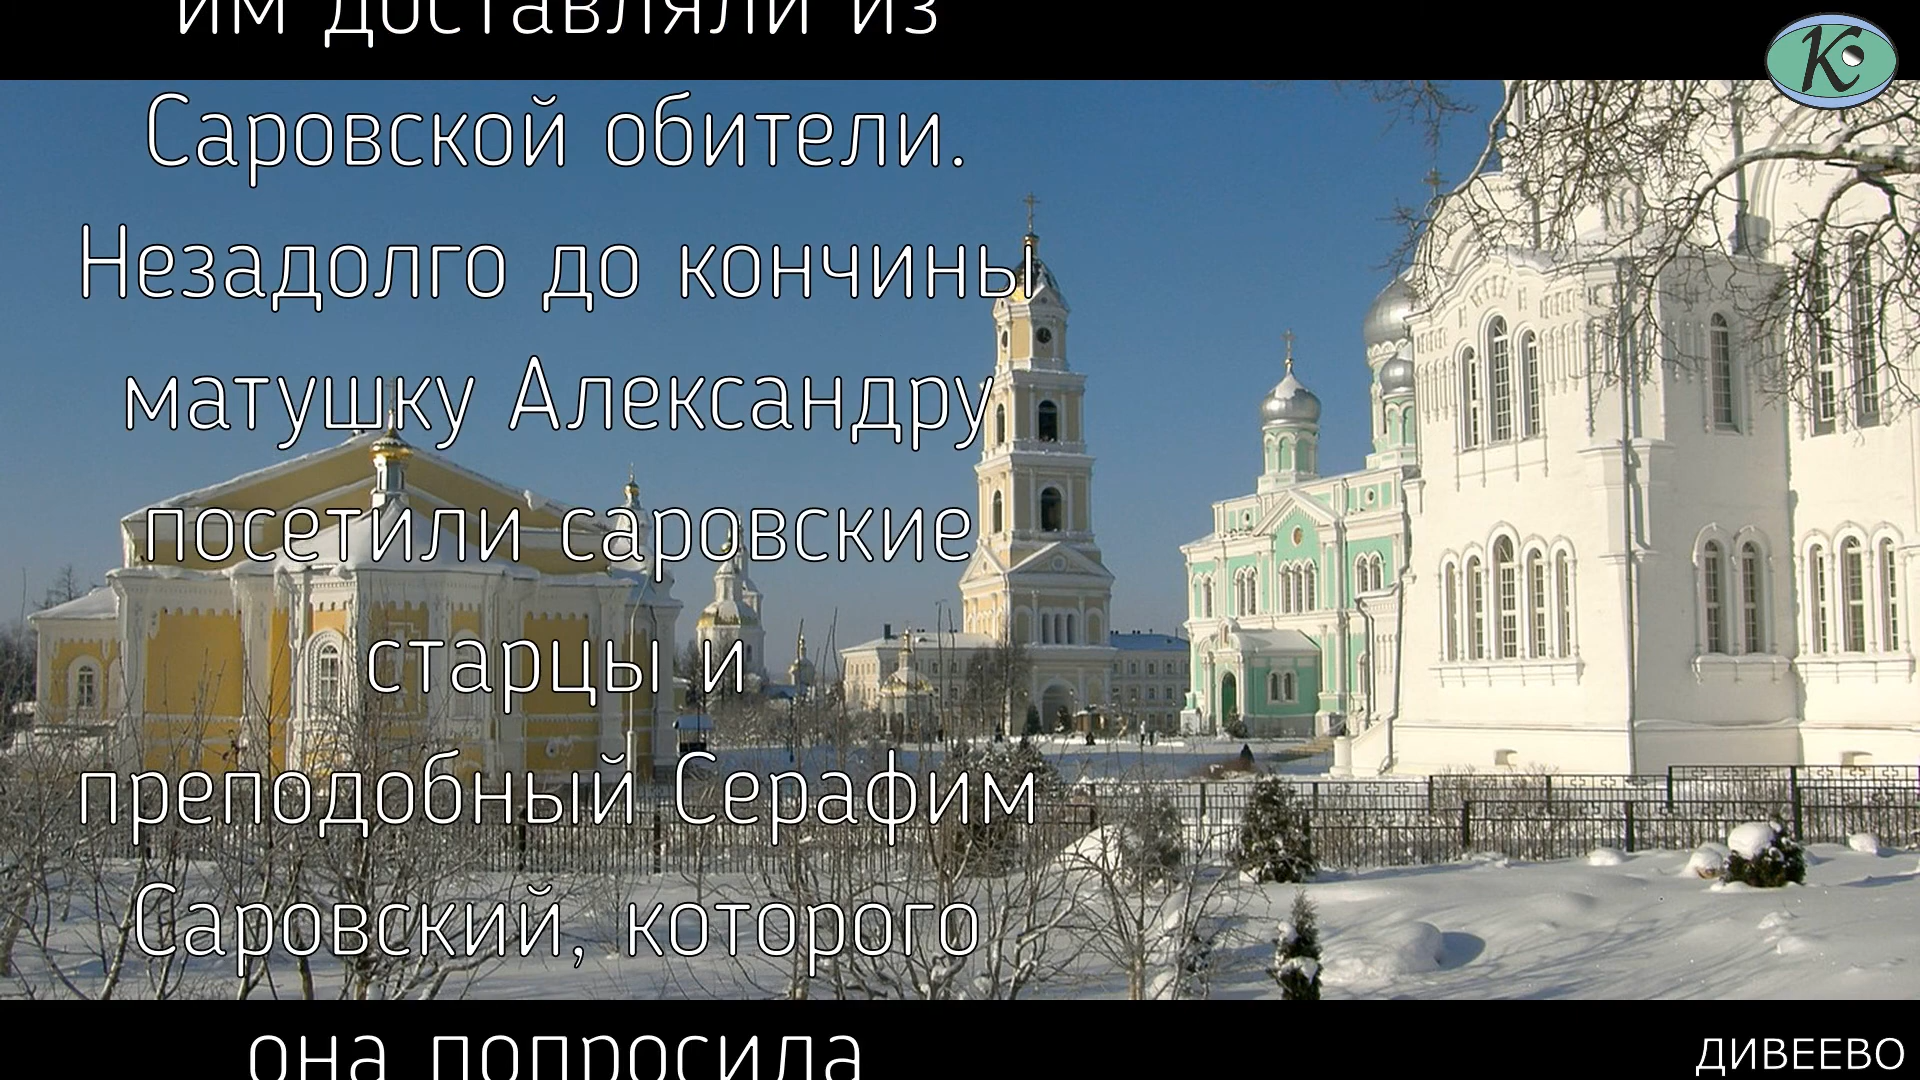 им доставляли из
Саровской обители.
Незадолго до кончины
матушку Александру
посетили саровские
старцы и
преподобный Серафим
Саровский, которого
она попросила
К
ДИВЕЕВО